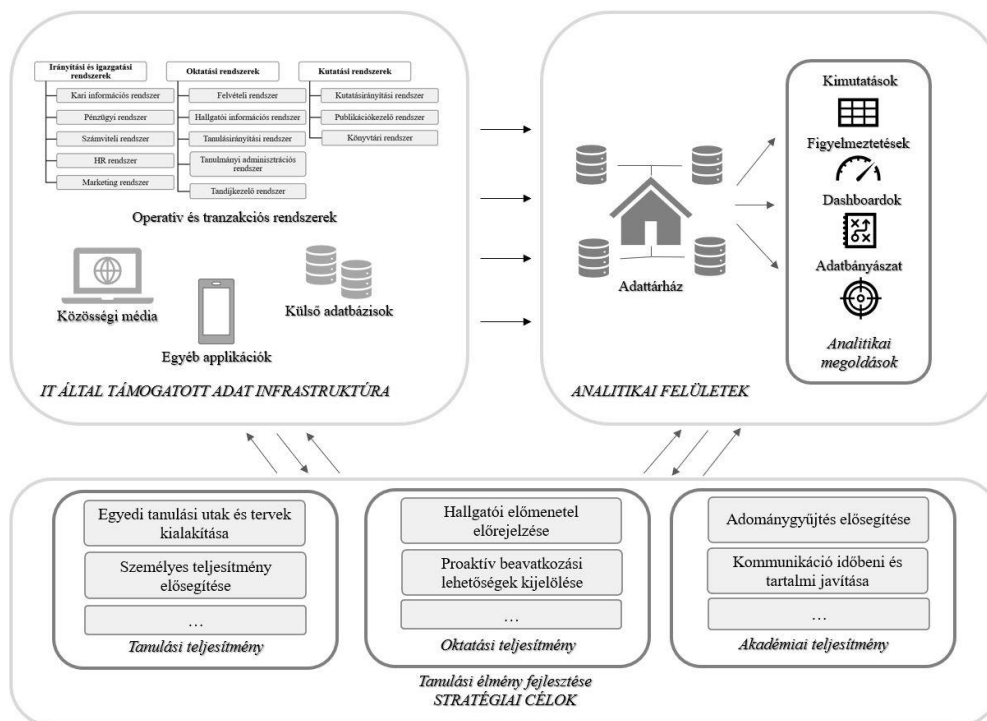 Irányítási és igazgatási
rendszerek
Kari információs rendszer
Pénzügyi rendszer
Számviteli rendszer
HR rendszer
Marketing rendszer
Oktatási rendszerek
Felvételi rendszer
Hallgatói információs rendszer
Tanulásirányítási rendszer
Tanulmányi adminisztrációs
rendszer
Tandíjkezelő rendszer
Kutatási rendszerek
Kutatásirányítási rendszer
Publikációkezelő rendszer
Könyvtári rendszer
Operatív és tranzakciós rendszerek
Közösségi média
Egyéb applikációk
Külső adatbázisok
IT ÁLTAL TÁMOGATOTT ADAT INFRASTRUKTÚRA
Adattárház
Kimutatások
Figyelmeztetések
Dashboardok
Adatbányászat
Analitikai
megoldások
ANALITIKAI FELÜLETEK
Egyedi tanulási utak és tervek
kialakítása
Személyes teljesítmény
elősegítése
…
Tanulási teljesítmény
Hallgatói előmenetel
előrejelzése
Proaktív beavatkozási
lehetőségek kijelölése
…
Oktatási teljesítmény
Adománygyűjtés elősegítése
Kommunikáció időbeni és
tartalmi javítása
…
Akadémiai teljesítmény
Tanulási élmény fejlesztése
STRATÉGIAI CÉLOK